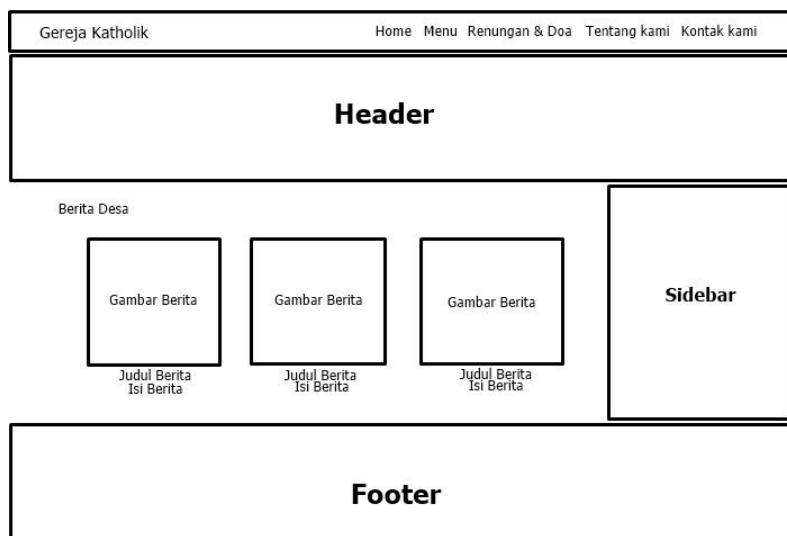 Gereja Katholik Home Menu Renungan & Doa Tentang kami Kontak kami
Header
Berita Desa
Gambar Berita Gambar Berita Gambar Berita
Judul Berita Judul Berita Judul Berita
Isi Berita Isi Berita Isi Berita
Sidebar
Footer